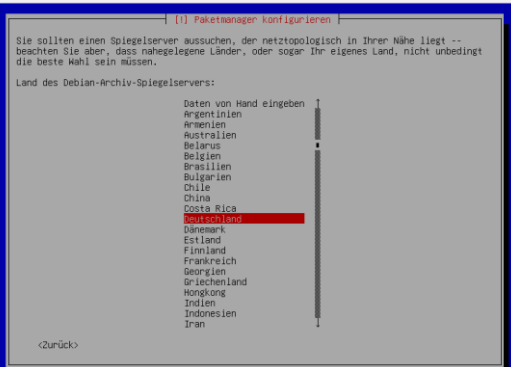 [!] Paketmanager konfigurieren
Sie sollten einen Spiegelserver aussuchen, der netztopologisch in Ihrer Nähe liegt --
beachten Sie aber, dass nahegelegene Länder, oder sogar Ihr eigenes Land, nicht unbedingt
die beste Wahl sein müssen.
Land des Debian-Archiv-Spiegelservers:
Daten von Hand eingeben
Argentinien
Armenien
Australien
Belarus
Belgien
Brasilien
Bulgarien
Chile
China
Costa Rica
Deutschland
Dänemark
Estland
Finnland
Frankreich
Georgien
Griechenland
Hongkong
Indien
Indonesien
Iran
<Zurück>